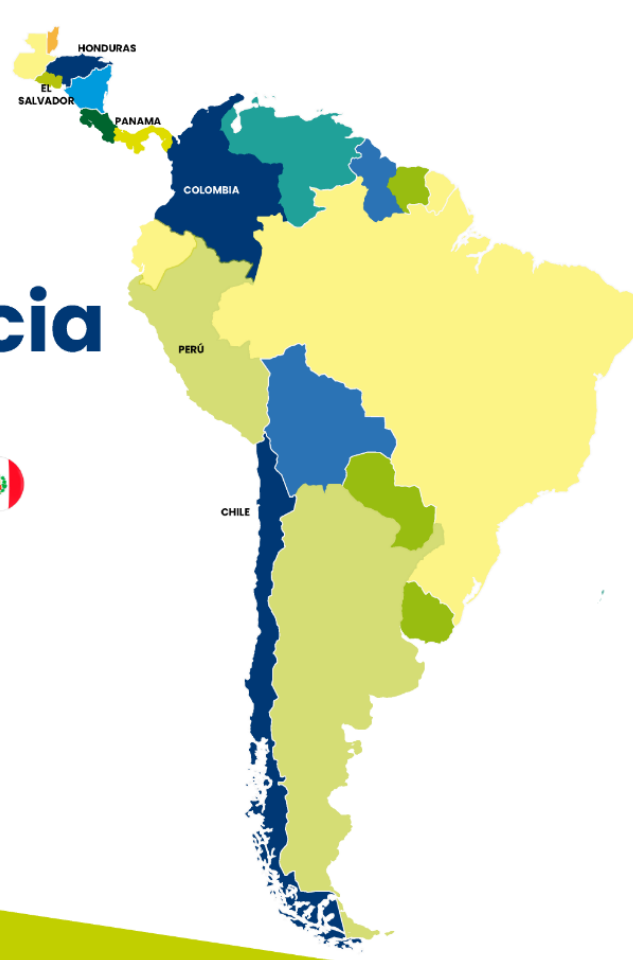 HONDURAS
EL
SALVADOR
PANAMA
COLOMBIA
cia
PERÚ
CHILE